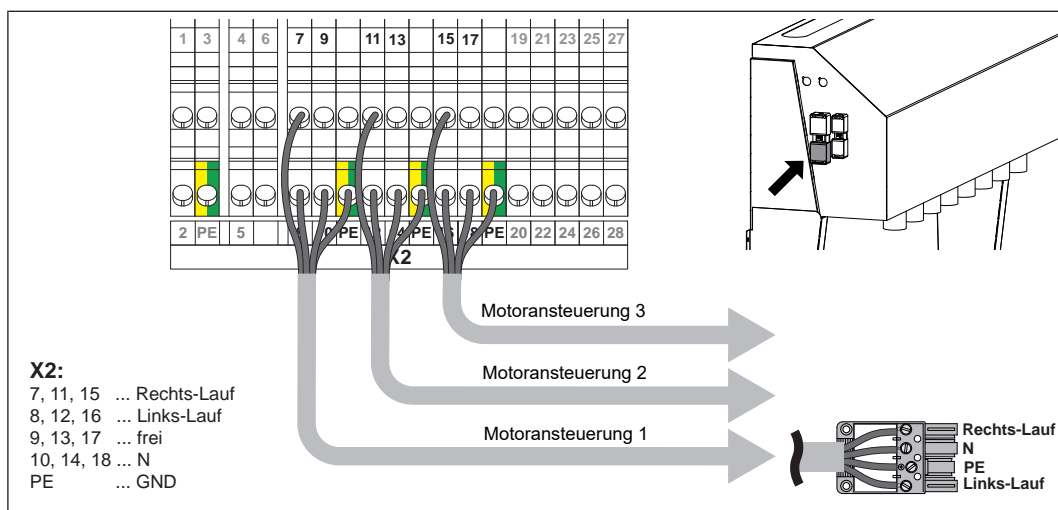 1 3 4 6 7 9 11 13 15 17 19 21 23 25 27
2 PE 5 PE PE PE 20 22 24 26 28
X2
Motoransteuerung 3
Motoransteuerung 2
Motoransteuerung 1
X2:
7, 11, 15 ... Rechts-Lauf
8, 12, 16 ... Links-Lauf
9, 13, 17 ... frei
10, 14, 18 ... N
PE ... GND
Rechts-Lauf
N
PE
Links-Lauf